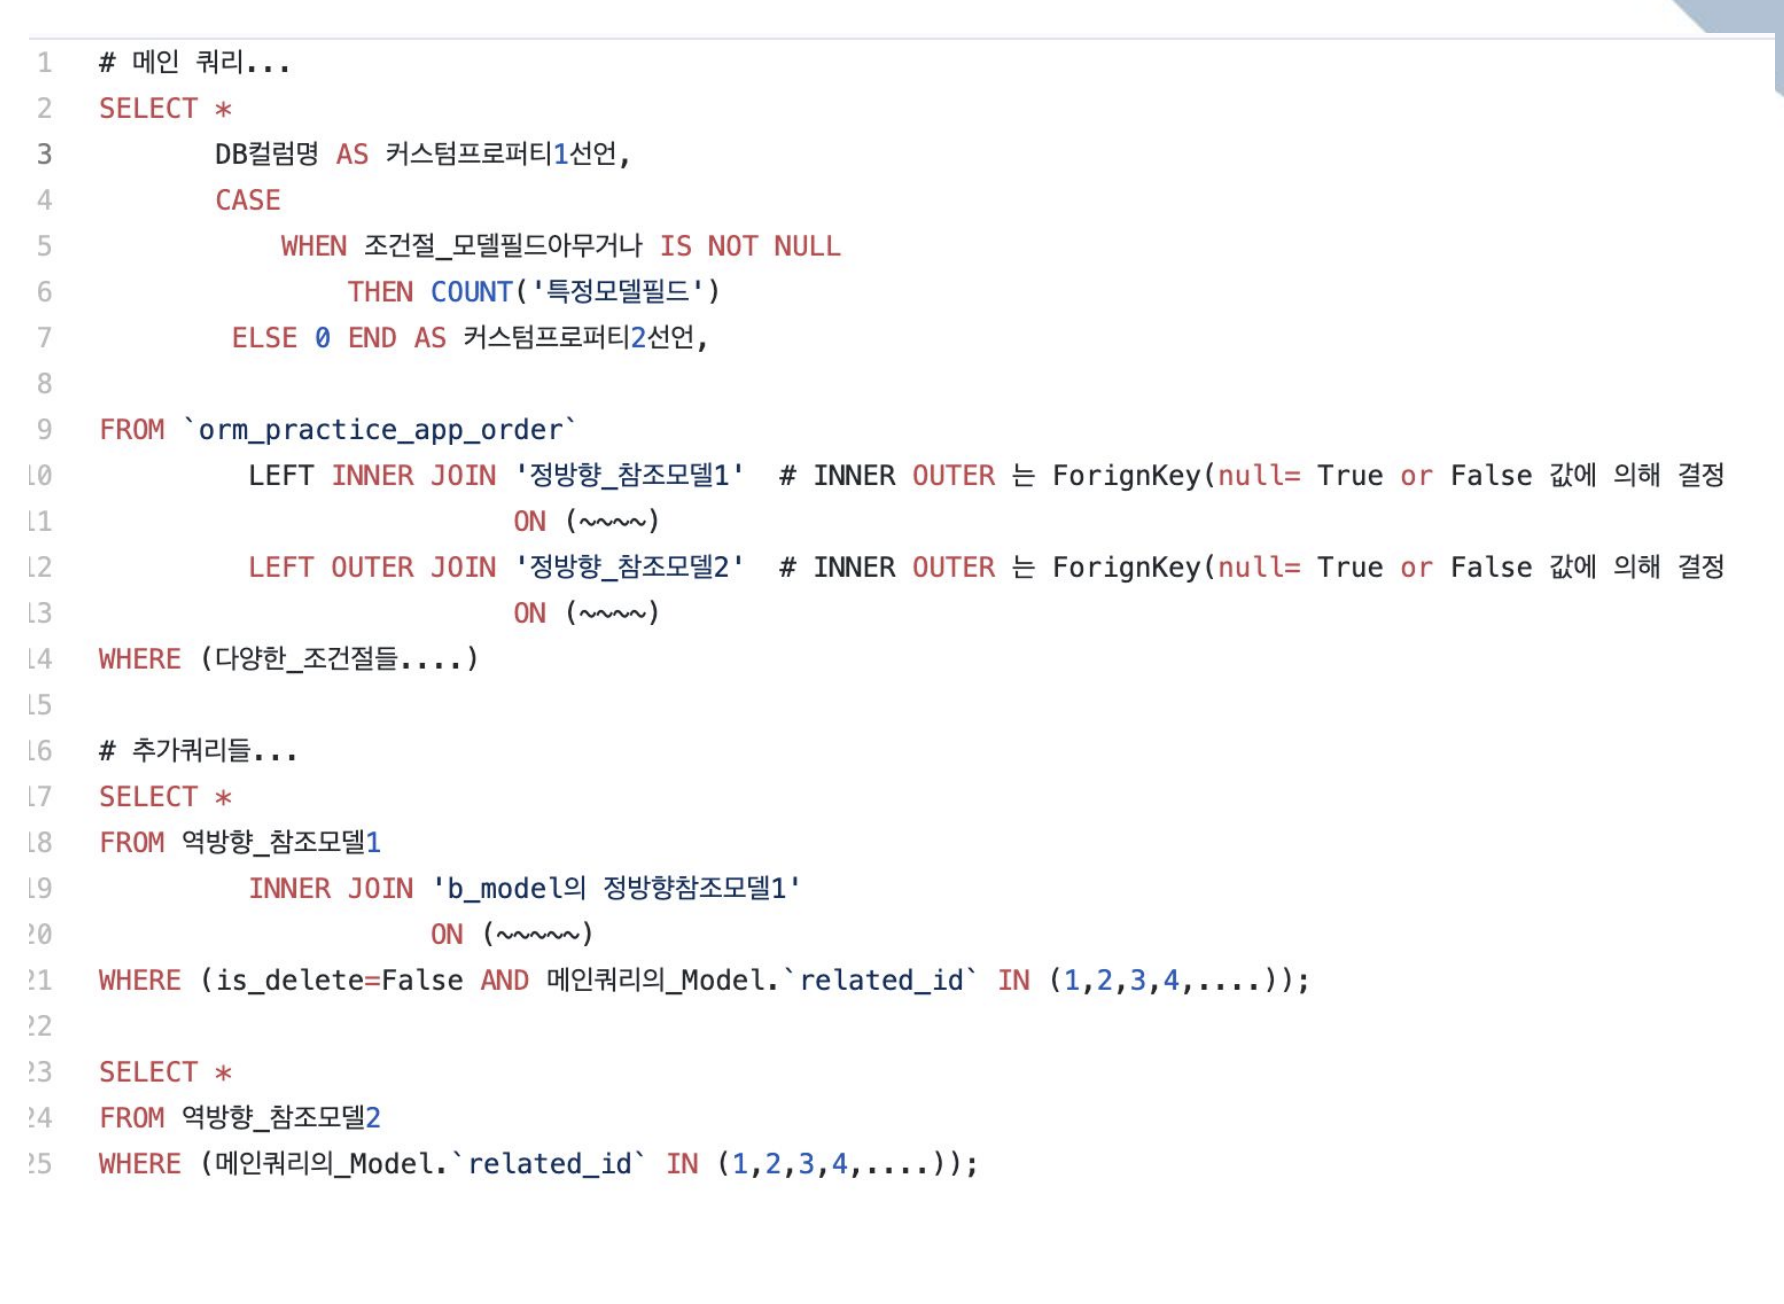 1 # 메인 쿼리...
2 SELECT *
3 DB컬럼명 AS 커스텀프로퍼티1선언,
4 CASE
5 WHEN 조건절_모델필드아무거나 IS NOT NULL
6 THEN COUNT('특정모델필드')
7 ELSE 0 END AS 커스텀프로퍼티2선언,
8
9 FROM `orm_practice_app_order`
10 LEFT INNER JOIN '정방향_참조모델1' # INNER OUTER 는 ForignKey(null= True or False 값에 의해 결정
11 ON (~~~~)
12 LEFT OUTER JOIN '정방향_참조모델2' # INNER OUTER 는 ForignKey(null= True or False 값에 의해 결정
13 ON (~~~~)
14 WHERE (다양한_조건절들....)
15
16 # 추가쿼리들...
17 SELECT *
18 FROM 역방향_참조모델1
19 INNER JOIN 'b_model의 정방향참조모델1'
20 ON (~~~~~)
21 WHERE (is_delete=False AND 메인쿼리의_Model.`related_id` IN (1,2,3,4,....));
22
23 SELECT *
24 FROM 역방향_참조모델2
25 WHERE (메인쿼리의_Model.`related_id` IN (1,2,3,4,....));